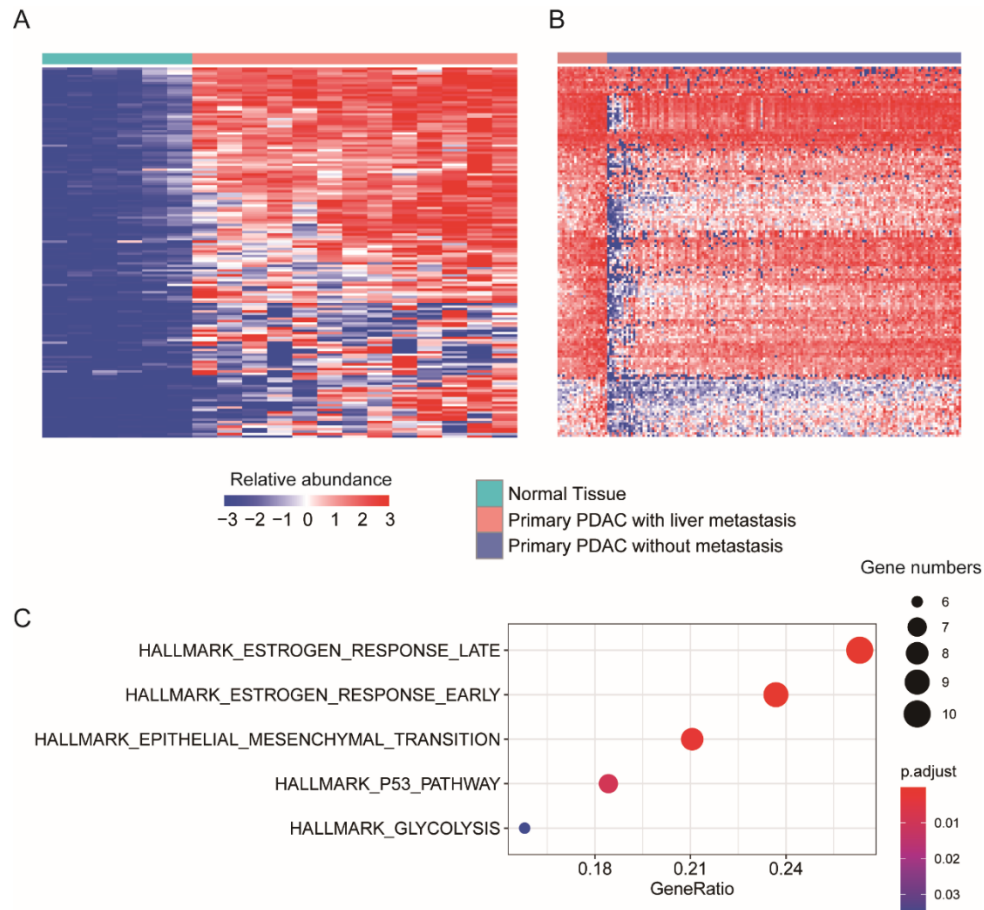 A
B
Relative abundance
−3 −2 −1 0 1 2 3
Normal Tissue
Primary PDAC with liver metastasis
Primary PDAC without metastasis
C
HALLMARK_ESTROGEN_RESPONSE_LATE
HALLMARK_ESTROGEN_RESPONSE_EARLY
HALLMARK_EPITHELIAL_MESENCHYMAL_TRANSITION
HALLMARK_P53_PATHWAY
HALLMARK_GLYCOLYSIS
0.18 0.21 0.24
GeneRatio
Gene numbers
6
7
8
9
10
p.adjust
0.01
0.02
0.03